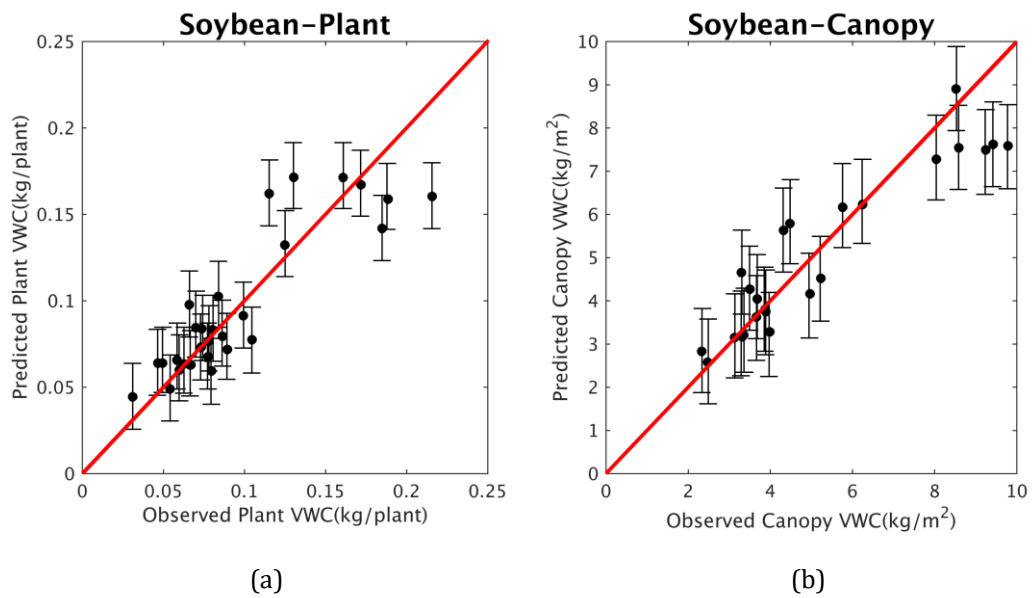 Soybean-Plant
Predicted Plant VWC(kg/plant)
0.25
0.2
0.15
0.1
0.05
0
0 0.05 0.1 0.15 0.2 0.25
Observed Plant VWC(kg/plant)
(a)
Soybean-Canopy
Predicted Canopy VWC(kg/m²)
10
9
8
7
6
5
4
3
2
1
0
0 2 4 6 8 10
Observed Canopy VWC(kg/m²)
(b)